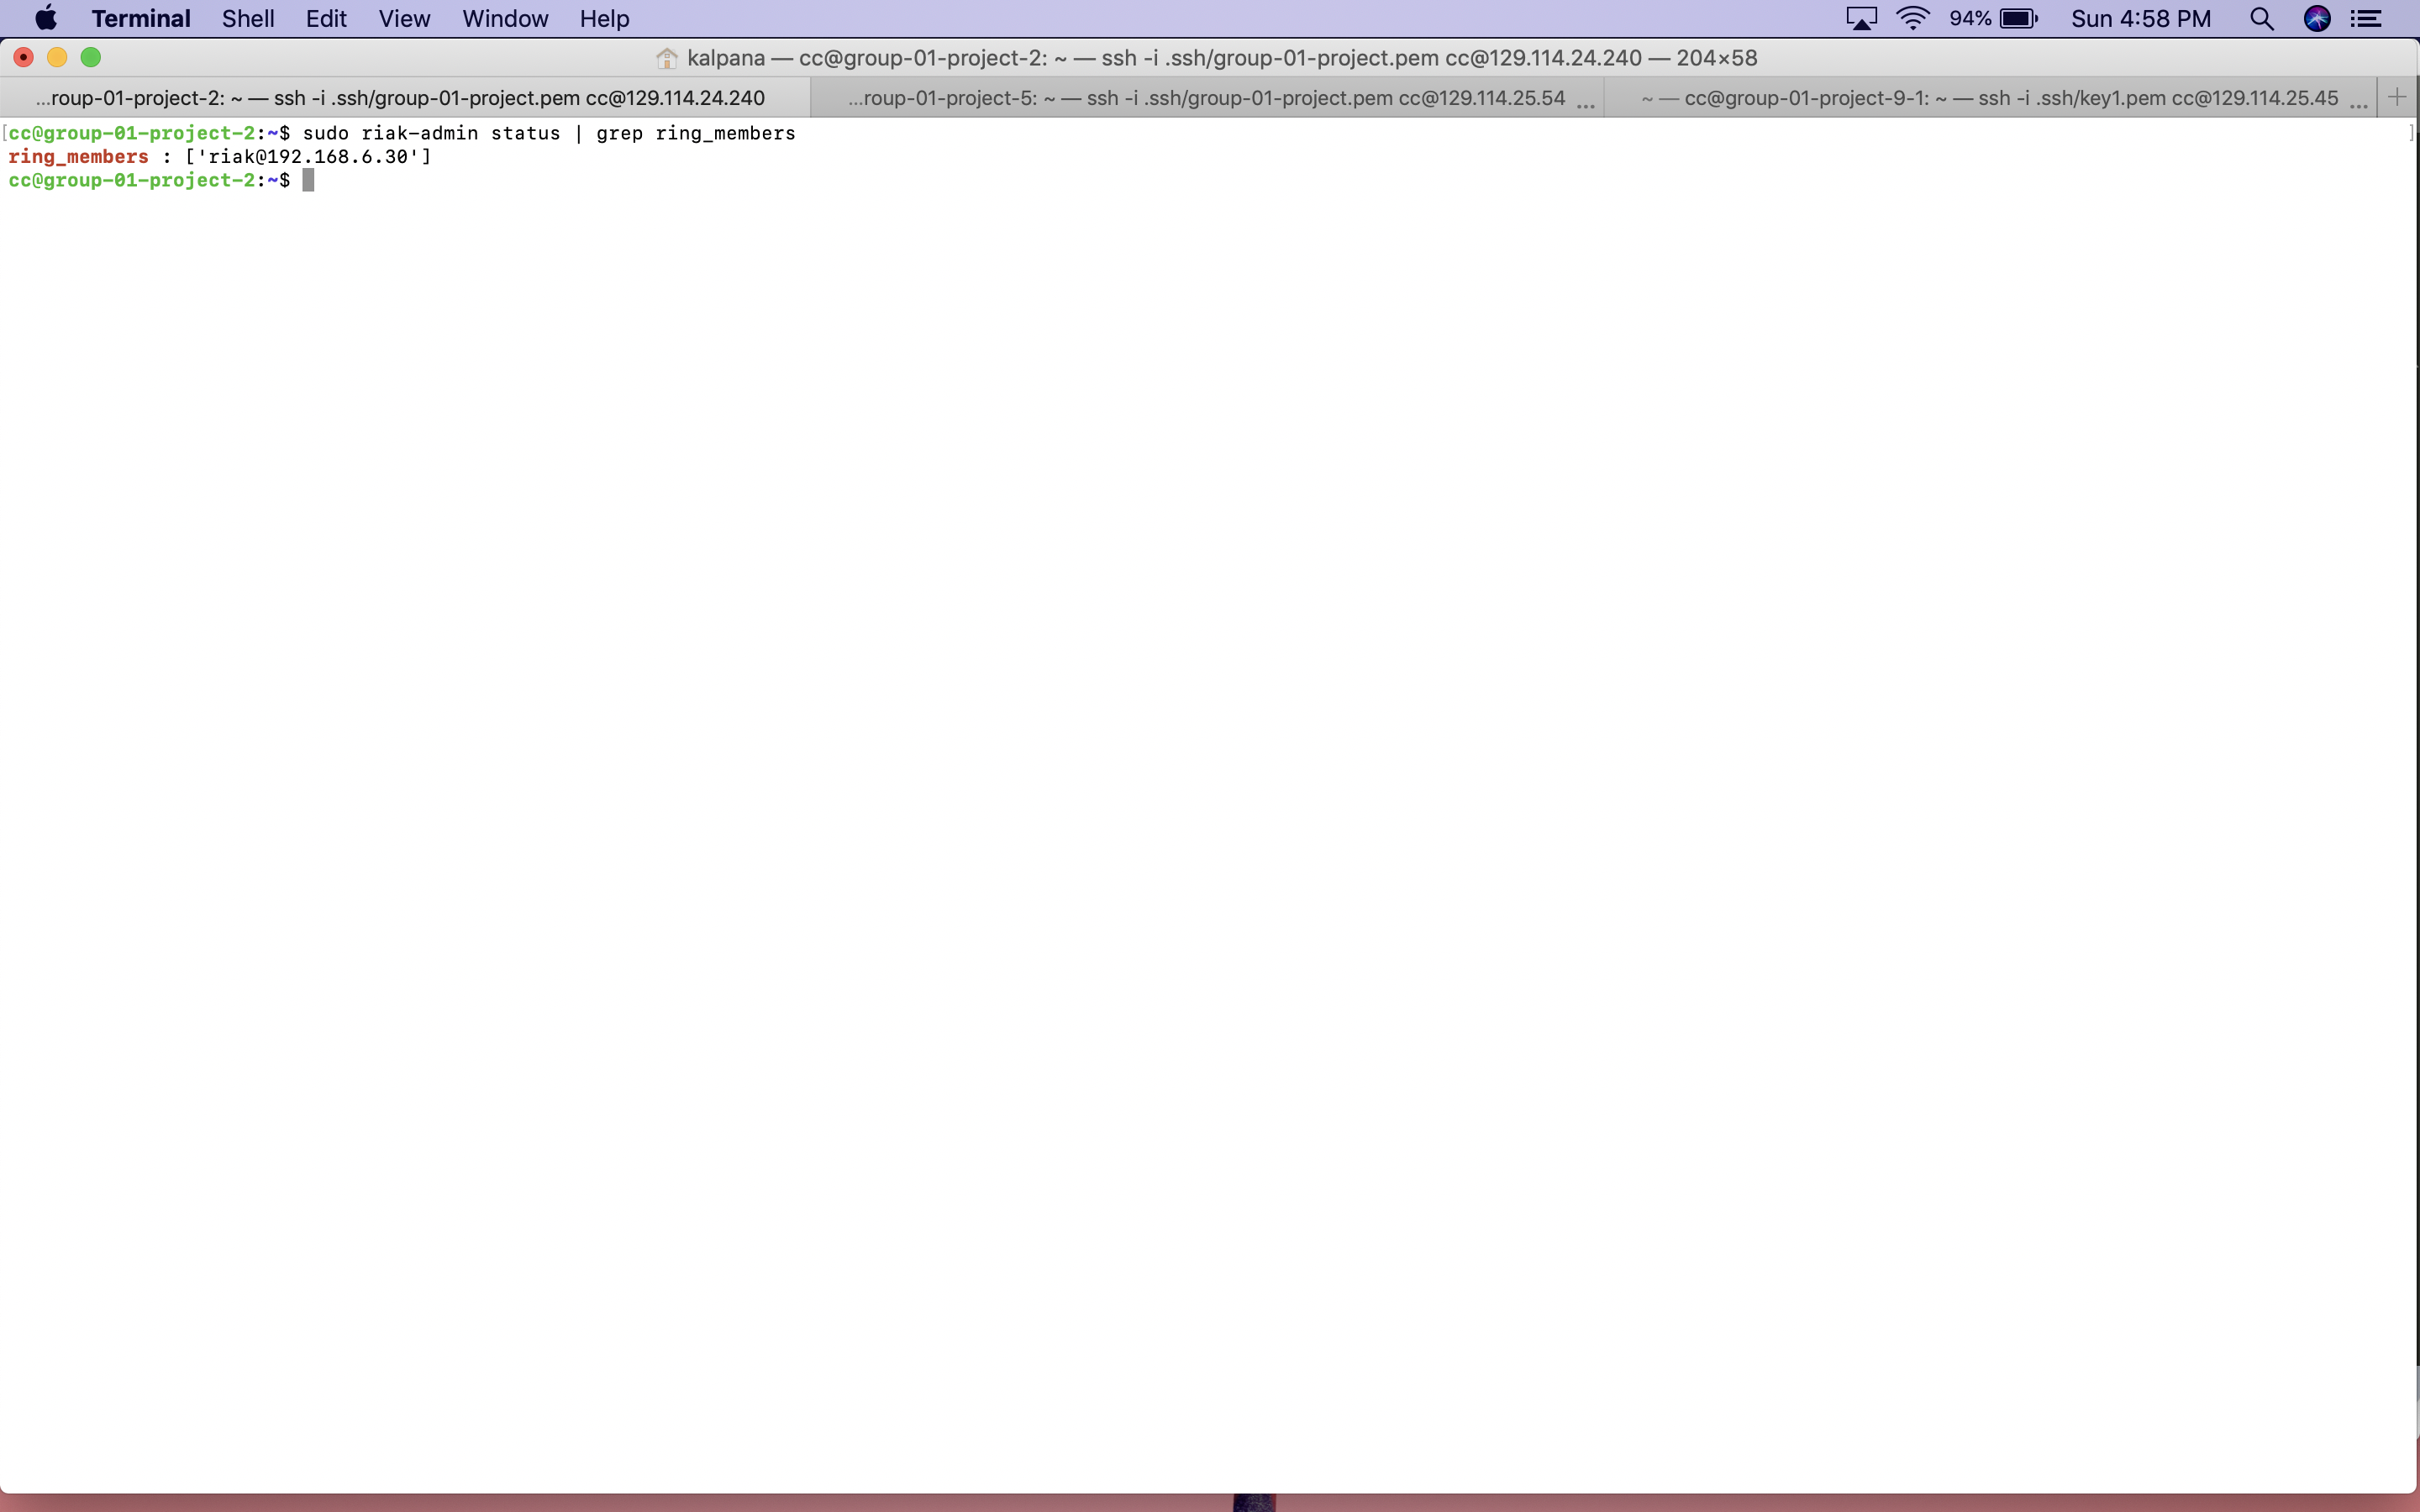 Terminal Shell Edit View Window Help 94% Sun 4:58 PM
kalpana — cc@group-01-project-2: ~ — ssh -i .ssh/group-01-project.pem cc@129.114.24.240 — 204×58
...roup-01-project-2: ~ — ssh -i .ssh/group-01-project.pem cc@129.114.24.240 ...roup-01-project-5: ~ — ssh -i .ssh/group-01-project.pem cc@129.114.25.54 ... ~ — cc@group-01-project-9-1: ~ — ssh -i .ssh/key1.pem cc@129.114.25.45 ... +
[cc@group-01-project-2:~$ sudo riak-admin status | grep ring_members ]
ring_members : ['riak@192.168.6.30']
cc@group-01-project-2:~$